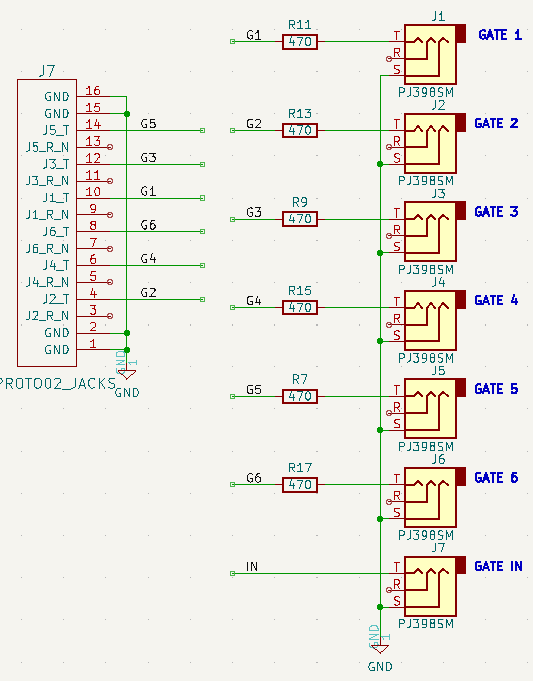 J7
GND 16
GND 15
J5_T 14 G5
J5_R_N 13
J3_T 12 G3
J3_R_N 11
J1_T 10 G1
J1_R_N 9
J6_T 8 G6
J6_R_N 7
J4_T 6 G4
J4_R_N 5
J2_T 4 G2
J2_R_N 3
GND 2
GND 1
PROTO02_JACKS
GND 1
GND
J1
G1 R11 470 T GATE 1
R
S
PJ398SM
J2
G2 R13 470 T GATE 2
R
S
PJ398SM
J3
G3 R9 470 T GATE 3
R
S
PJ398SM
J4
G4 R15 470 T GATE 4
R
S
PJ398SM
J5
G5 R7 470 T GATE 5
R
S
PJ398SM
J6
G6 R17 470 T GATE 6
R
S
PJ398SM
J7
IN T GATE IN
R
S
PJ398SM
GND 1
GND